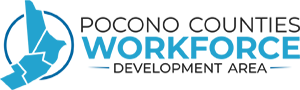 POCONO COUNTIES
WORKFORCE
DEVELOPMENT AREA